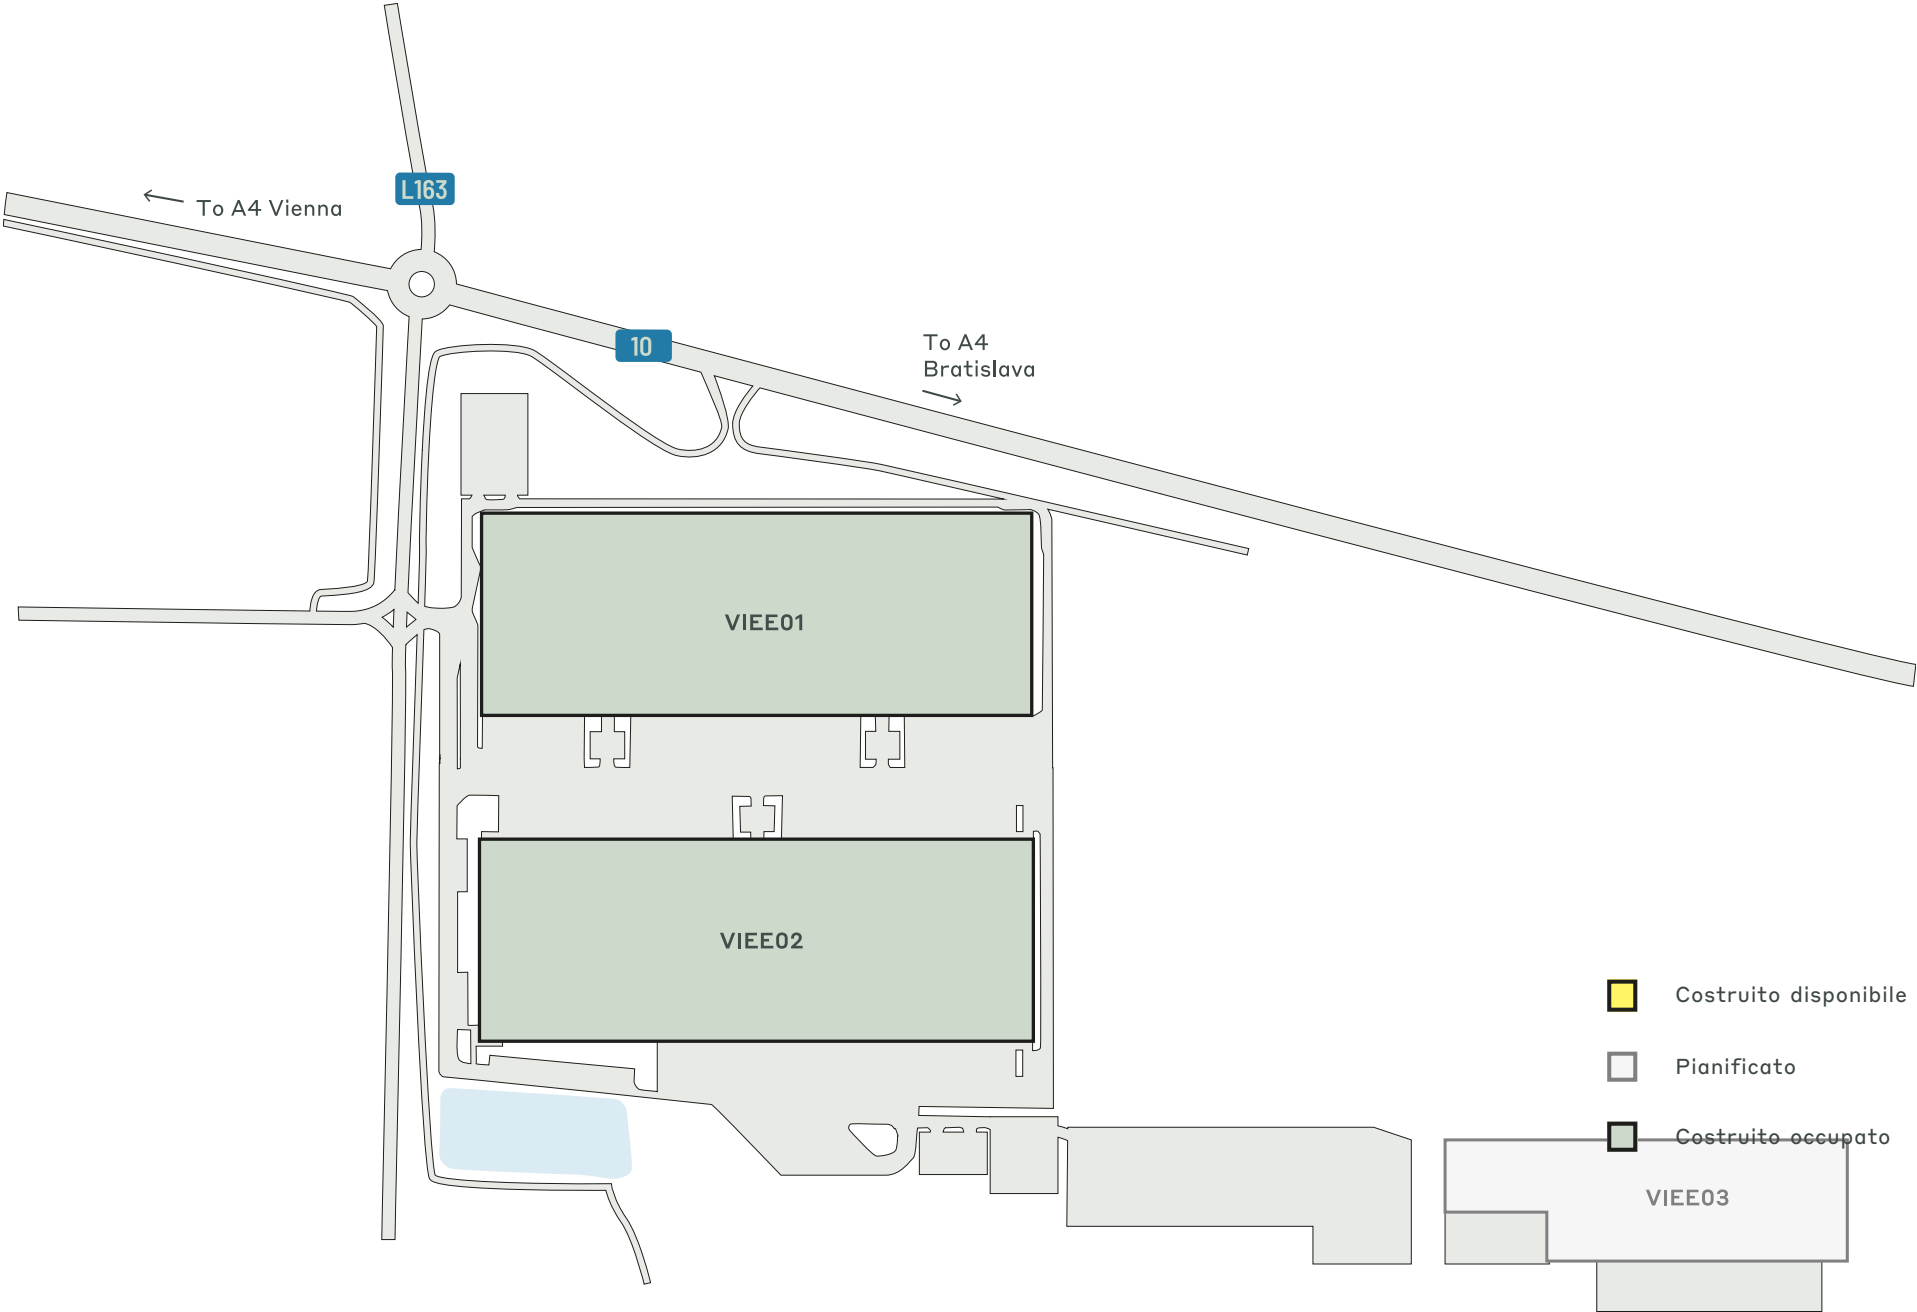 L163
To A4 Vienna
10
To A4
Bratislava
VIEE01
VIEE02
Costruito disponibile
Pianificato
Costruito occupato
VIEE03